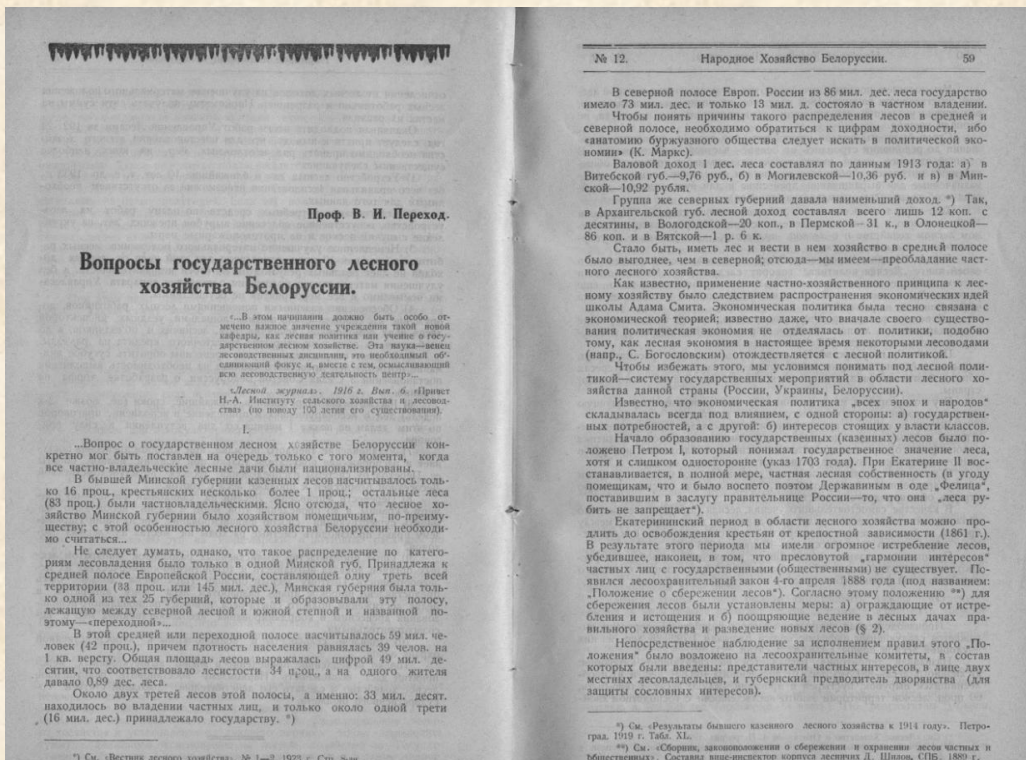 Проф. В. И. Переход.
Вопросы государственного лесного
хозяйства Белоруссии.
«...В этом начинании должно быть особо от-
мечено важное значение учреждения такой новой
кафедры, как лесная политика или учение о госу-
дарственном лесном хозяйстве. Эта наука—венец
лесоводственных дисциплин, это необходимый об'-
единяющий фокус и, вместе с тем, осмысливающий
всю лесоводственную деятельность центр»...
«Лесной журнал». 1916 г. Вып. 6. «Привет
Н.-А. Институту сельского хозяйства и лесовод-
ства» (по поводу 100 летия его существования).
I.
...Вопрос о государственном лесном хозяйстве Белоруссии кон-
кретно мог быть поставлен на очередь только с того момента, когда
все частно-владельческие лесные дачи были национализированы.
В бывшей Минской губернии казенных лесов насчитывалось толь-
ко 16 проц., крестьянских несколько более 1 проц.; остальные леса
(83 проц.) были частновладельческими. Ясно отсюда, что лесное хо-
зяйство Минской губернии было хозяйством помещичьим, по-преиму-
ществу; с этой особенностью лесного хозяйства Белоруссии необходи-
мо считаться...
Не следует думать, однако, что такое распределение по катего-
риям лесовладения было только в одной Минской губ. Принадлежа к
средней полосе Европейской России, составляющей одну треть всей
территории (33 проц. или 145 мил. дес.), Минская губерния была толь-
ко одной из тех 25 губерний, которые и образовывали эту полосу,
лежащую между северной лесной и южной степной и названной по-
этому—«переходной»...
В этой средней или переходной полосе насчитывалось 59 мил. че-
ловек (42 проц.), причем плотность населения равнялась 39 челов. на
1 кв. версту. Общая площадь лесов выражалась цифрой 49 мил. де-
сятин, что соответствовало лесистости 34 проц., а на одного жителя
давало 0,89 дес. леса.
Около двух третей лесов этой полосы, а именно: 33 мил. десят.
находилось во владении частных лиц, и только около одной трети
(16 мил. дес.) принадлежало государству. *)
*) См. «Вестник лесного хозяйства». № 1—2, 1923 г. Стр.
№ 12. Народное Хозяйство Белоруссии. 59
В северной полосе Европ. России из 86 мил. дес. леса государство
имело 73 мил. дес. и только 13 мил. д. состояло в частном владении.
Чтобы понять причины такого распределения лесов в средней и
северной полосе, необходимо обратиться к цифрам доходности, ибо
«анатомию буржуазного общества следует искать в политической эко-
номии» (К. Маркс).
Валовой доход 1 дес. леса составлял по данным 1913 года: а) в
Витебской губ.—9,76 руб., б) в Могилевской—10,36 руб. и в) в Мин-
ской—10,92 рубля.
Группа же северных губерний давала наименьший доход. *) Так,
в Архангельской губ. лесной доход составлял всего лишь 12 коп. с
десятины, в Вологодской—20 коп., в Пермской—31 к., в Олонецкой—
86 коп. и в Вятской—1 р. 6 к.
Стало быть, иметь лес и вести в нем хозяйство в средней полосе
было выгоднее, чем в северной; отсюда—мы имеем—преобладание част-
ного лесного хозяйства.
Как известно, применение частно-хозяйственного принципа к лес-
ному хозяйству было следствием распространения экономических идей
школы Адама Смита. Экономическая политика была тесно связана с
экономической теорией; известно даже, что вначале своего существо-
вания политическая экономия не отделялась от политики, подобно
тому, как лесная экономия в настоящее время некоторыми лесоводами
(напр., С. Богословским) отождествляется с лесной политикой.
Чтобы избежать этого, мы условимся понимать под лесной поли-
тикой—систему государственных мероприятий в области лесного хо-
зяйства данной страны (России, Украины, Белоруссии).
Известно, что экономическая политика „всех эпох и народов"
складывалась всегда под влиянием, с одной стороны: а) государствен-
ных потребностей, а с другой: б) интересов стоящих у власти классов.
Начало образованию государственных (казенных) лесов было по-
ложено Петром I, который понимал государственное значение леса,
хотя и слишком односторонне (указ 1703 года). При Екатерине II вос-
станавливается, в полной мере, частная лесная собственность (в угоду
помещикам, что и было воспето поэтом Державиным в оде „Фелица",
поставившим в заслугу правительнице России—то, что она „леса ру-
бить не запрещает").
Екатерининский период в области лесного хозяйства можно про-
длить до освобождения крестьян от крепостной зависимости (1861 г.).
В результате этого периода мы имели огромное истребление лесов,
убедившее, наконец, в том, что пресловутой „гармонии интересов"
частных лиц с государственными (общественными) не существует. По-
явился лесоохранительный закон 4-го апреля 1888 года (под названием:
„Положение о сбережении лесов"). Согласно этому положению **) для
сбережения лесов были установлены меры: а) ограждающие от истре-
бления и истощения и б) поощряющие ведение в лесных дачах пра-
вильного хозяйства и разведение новых лесов (§ 2).
Непосредственное наблюдение за исполнением правил этого „По-
ложения" было возложено на лесоохранительные комитеты, в состав
которых были введены: представители частных интересов, в лице двух
местных лесовладельцев, и губернский предводитель дворянства (для
защиты сословных интересов).
*) См. «Результаты бывшего казенного лесного хозяйства к 1914 году». Петро-
град. 1919 г. Табл. XI.
**) См. «Сборник, законоположении о сбережении и охранении лесов частных и
общественных». Составил вице-инспектор корпуса лесничих Д. Шилов, СПБ. 1889 г.